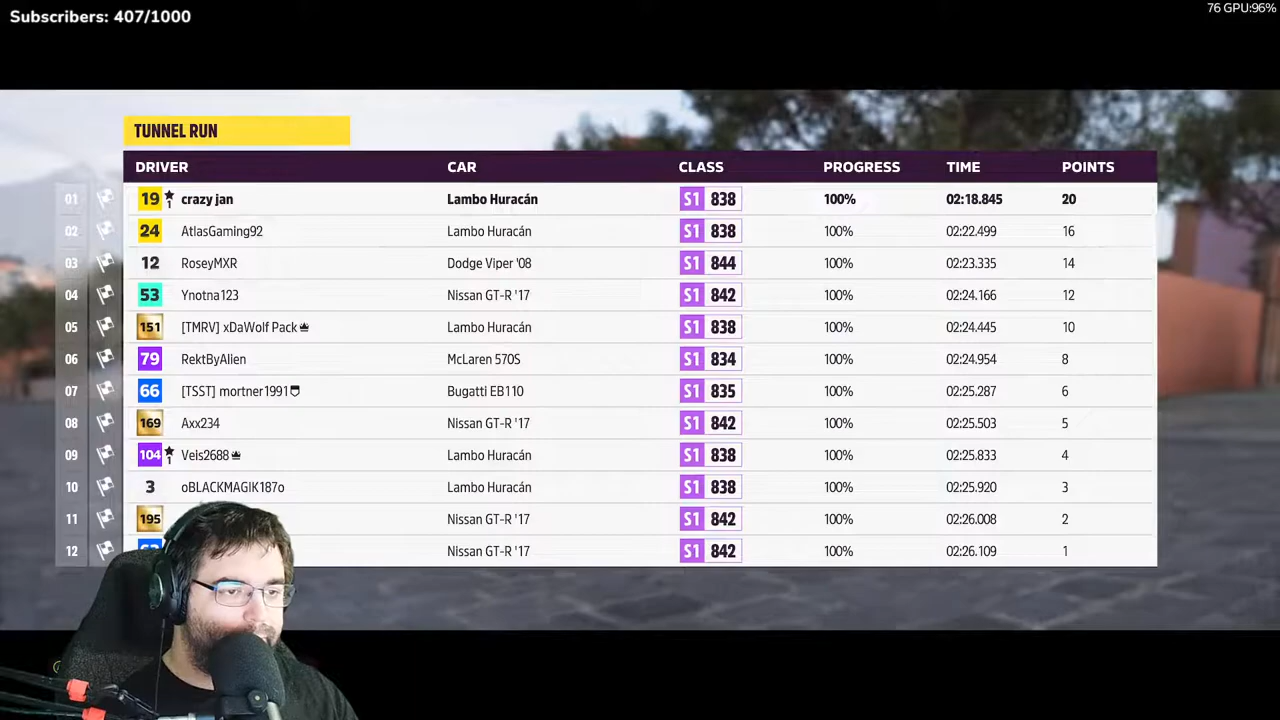 Subscribers: 407/1000
76 GPU:96%
TUNNEL RUN
DRIVER CAR CLASS PROGRESS TIME POINTS
01 19 1 crazy jan Lambo Huracán S1 838 100% 02:18.845 20
02 24 AtlasGaming92 Lambo Huracán S1 838 100% 02:22.499 16
03 12 RoseyMXR Dodge Viper '08 S1 844 100% 02:23.335 14
04 53 Ynotna123 Nissan GT-R '17 S1 842 100% 02:24.166 12
05 151 [TMRV] xDaWolf Pack Lambo Huracán S1 838 100% 02:24.445 10
06 79 RektByAlien McLaren 570S S1 834 100% 02:24.954 8
07 66 [TSST] mortner1991 Bugatti EB110 S1 835 100% 02:25.287 6
08 169 Axx234 Nissan GT-R '17 S1 842 100% 02:25.503 5
09 104 1 Veis2688 Lambo Huracán S1 838 100% 02:25.833 4
10 3 oBLACKMAGIK187o Lambo Huracán S1 838 100% 02:25.920 3
11 195 Nissan GT-R '17 S1 842 100% 02:26.008 2
12 Nissan GT-R '17 S1 842 100% 02:26.109 1